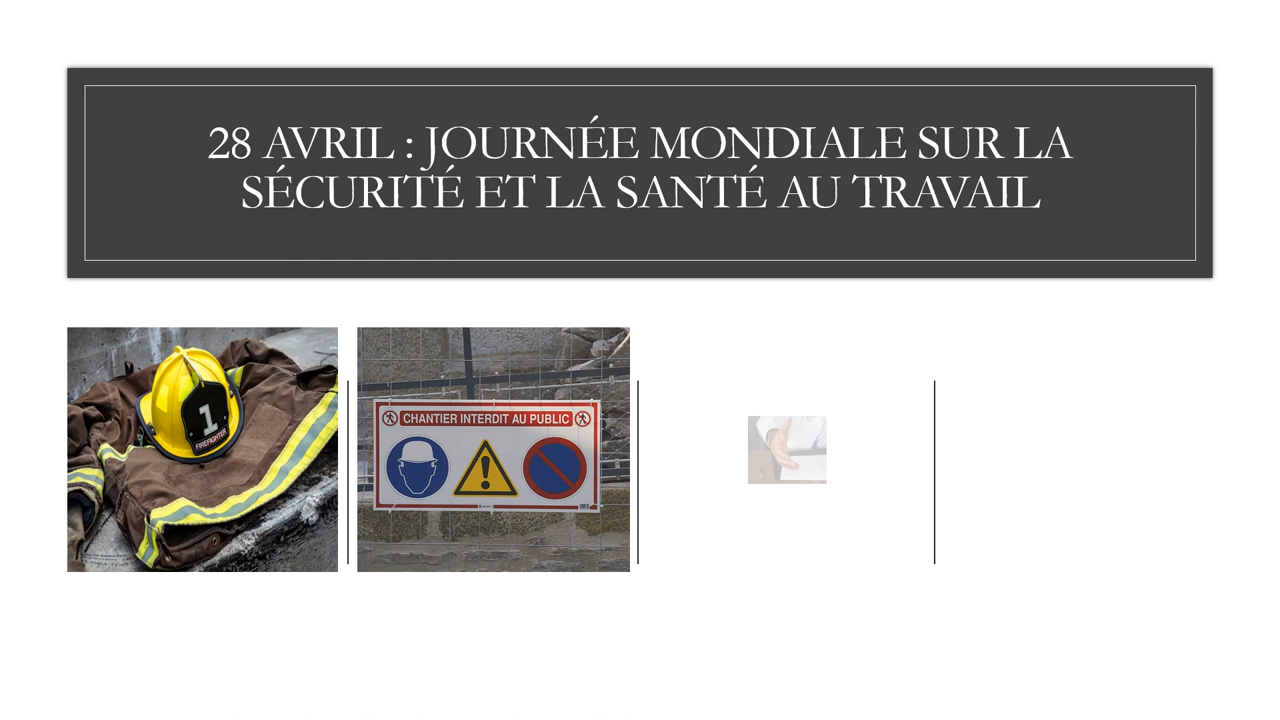 28 AVRIL : JOURNÉE MONDIALE SUR LA
SÉCURITÉ ET LA SANTÉ AU TRAVAIL
1
FIREFIGHTER
CHANTIER INTERDIT AU PUBLIC